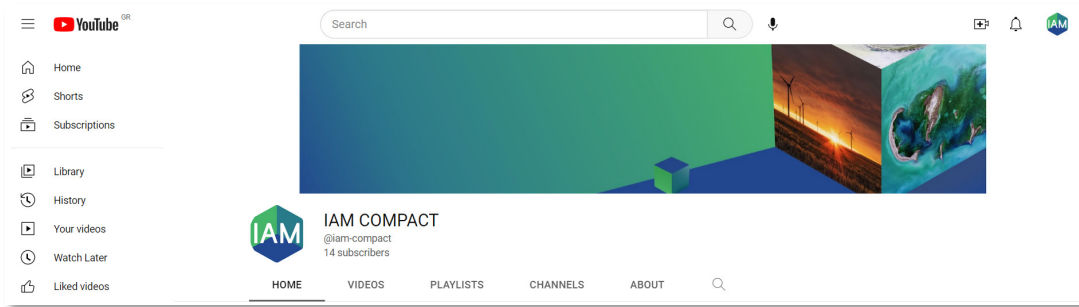 YouTube GR
Search
IAM
Home
Shorts
Subscriptions
Library
History
Your videos
Watch Later
Liked videos
IAM
IAM COMPACT
@iam-compact
14 subscribers
HOME VIDEOS PLAYLISTS CHANNELS ABOUT